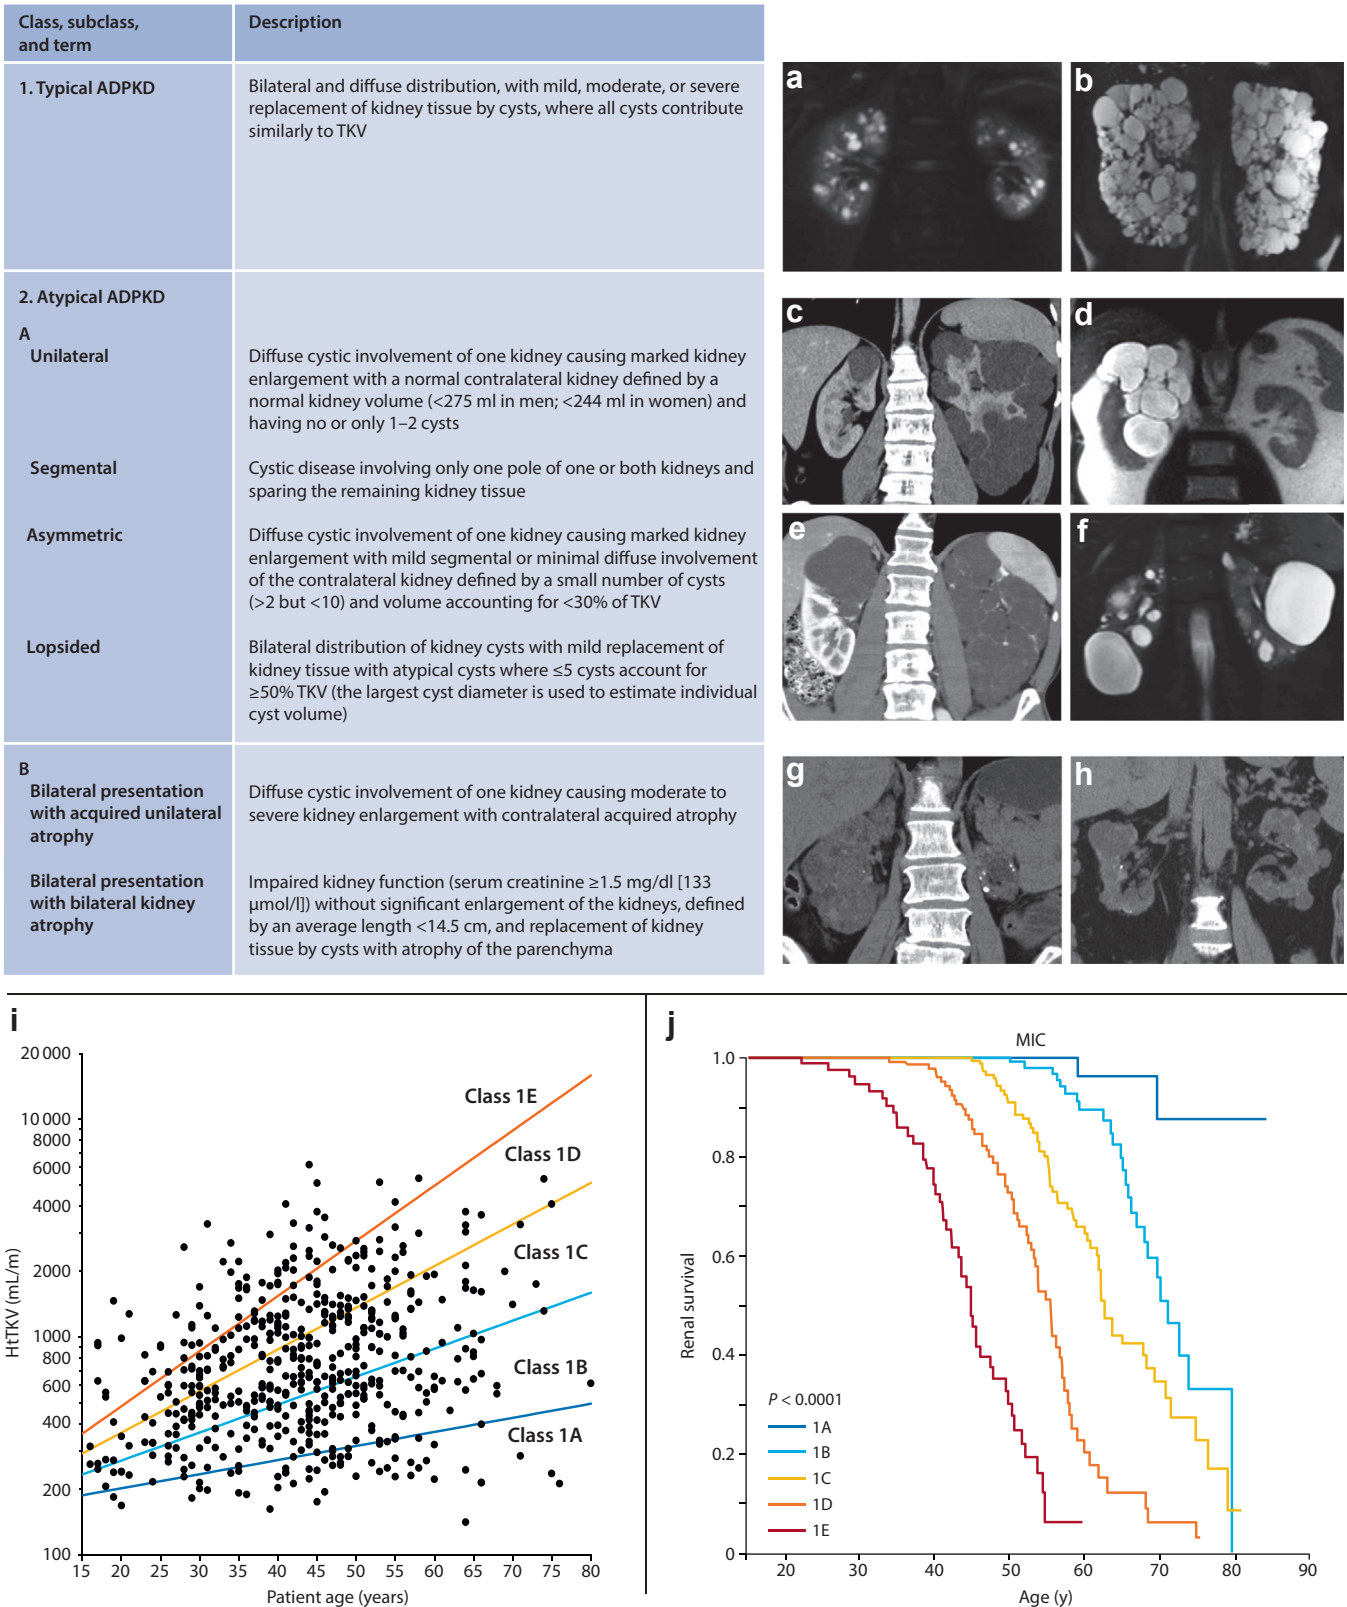 Class, subclass,
and term
Description
1. Typical ADPKD
Bilateral and diffuse distribution, with mild, moderate, or severe
replacement of kidney tissue by cysts, where all cysts contribute
similarly to TKV
2. Atypical ADPKD
A
Unilateral
Diffuse cystic involvement of one kidney causing marked kidney
enlargement with a normal contralateral kidney defined by a
normal kidney volume (<275 ml in men; <244 ml in women) and
having no or only 1–2 cysts
Segmental
Cystic disease involving only one pole of one or both kidneys and
sparing the remaining kidney tissue
Asymmetric
Diffuse cystic involvement of one kidney causing marked kidney
enlargement with mild segmental or minimal diffuse involvement
of the contralateral kidney defined by a small number of cysts
(>2 but <10) and volume accounting for <30% of TKV
Lopsided
Bilateral distribution of kidney cysts with mild replacement of
kidney tissue with atypical cysts where ≤5 cysts account for
≥50% TKV (the largest cyst diameter is used to estimate individual
cyst volume)
B
Bilateral presentation
with acquired unilateral
atrophy
Diffuse cystic involvement of one kidney causing moderate to
severe kidney enlargement with contralateral acquired atrophy
Bilateral presentation
with bilateral kidney
atrophy
Impaired kidney function (serum creatinine ≥1.5 mg/dl [133
μmol/l]) without significant enlargement of the kidneys, defined
by an average length <14.5 cm, and replacement of kidney
tissue by cysts with atrophy of the parenchyma
a
b
c
d
e
f
g
h
i
20 000
10 000
8000
6000
4000
2000
1000
800
600
400
200
100
HtTKV (mL/m)
Class 1E
Class 1D
Class 1C
Class 1B
Class 1A
15 20 25 30 35 40 45 50 55 60 65 70 75 80
Patient age (years)
j
MIC
1.0
0.8
0.6
0.4
0.2
0
Renal survival
P < 0.0001
1A
1B
1C
1D
1E
20 30 40 50 60 70 80 90
Age (y)